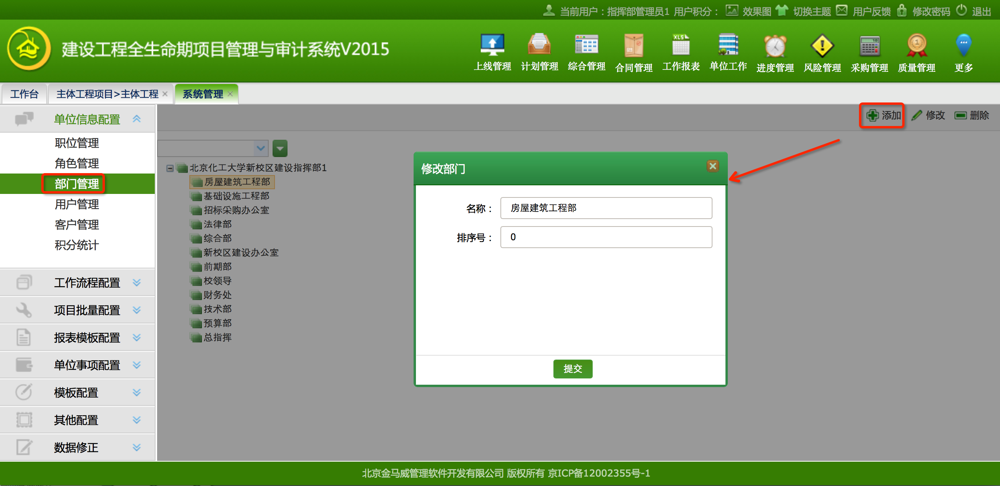 当前用户：指挥部管理员1 用户积分： 效果图 切换主题 用户反馈 修改密码 退出
建设工程全生命期项目管理与审计系统V2015
XLS 10 1
上线管理 计划管理 综合管理 合同管理 工作报表 单位工作 进度管理 风险管理 采购管理 质量管理 更多
工作台 主体工程项目>主体工程 系统管理
单位信息配置
职位管理
角色管理
部门管理
用户管理
客户管理
积分统计
工作流程配置
项目批量配置
报表模板配置
单位事项配置
模板配置
其他配置
数据修正
添加 修改 删除
北京化工大学新校区建设指挥部1
房屋建筑工程部
基础设施工程部
招标采购办公室
法律部
综合部
新校区建设办公室
前期部
校领导
财务处
技术部
预算部
总指挥
修改部门
名称： 房屋建筑工程部
排序号： 0
提交
北京金马威管理软件开发有限公司 版权所有 京ICP备12002355号-1